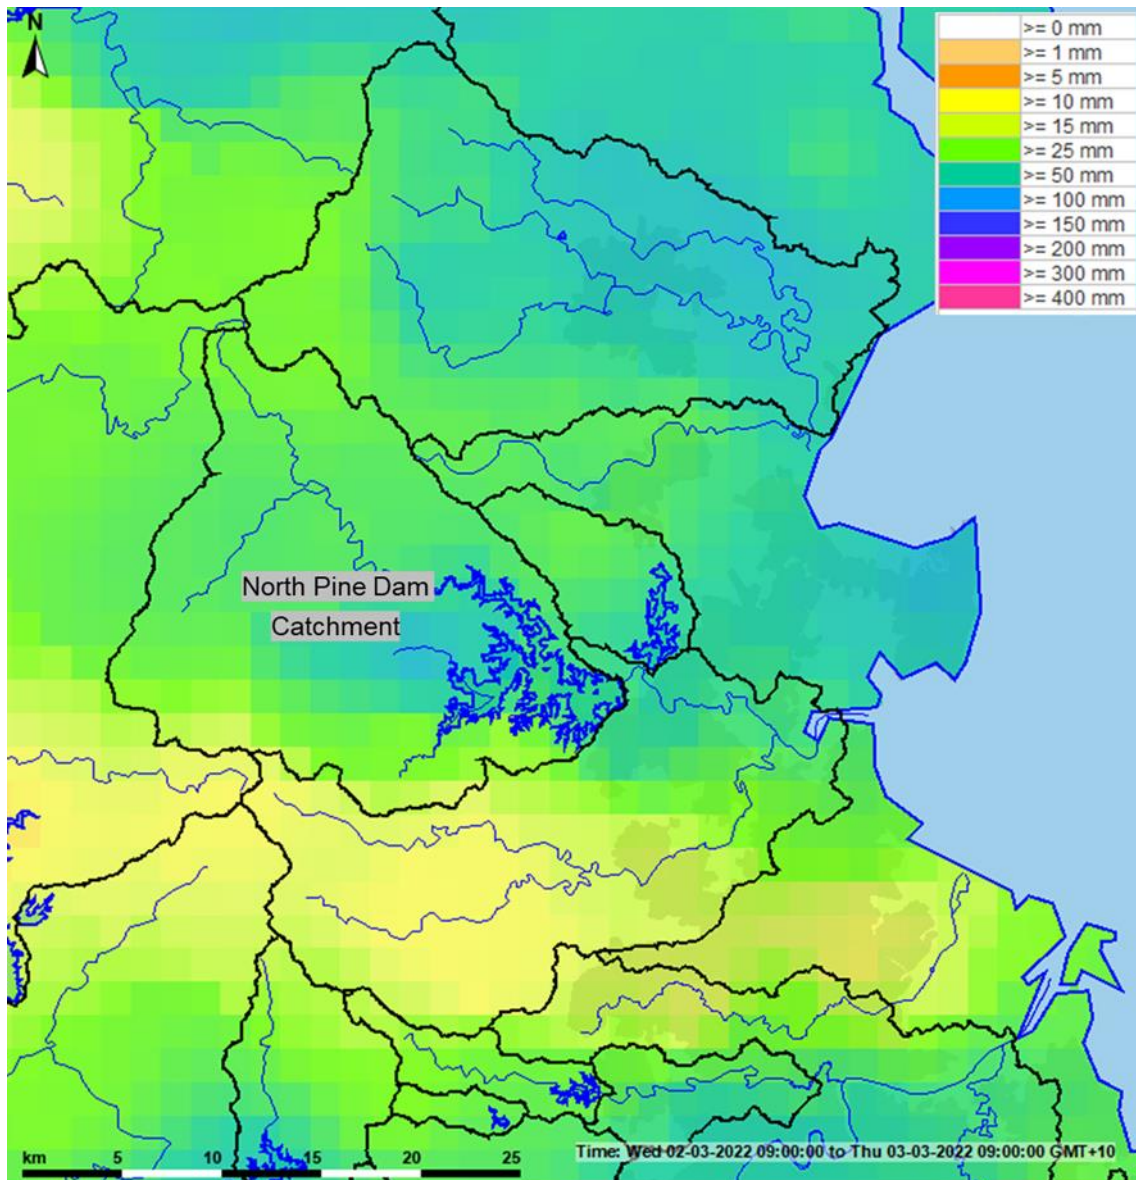 N
>= 0 mm
>= 1 mm
>= 5 mm
>= 10 mm
>= 15 mm
>= 25 mm
>= 50 mm
>= 100 mm
>= 150 mm
>= 200 mm
>= 300 mm
>= 400 mm
North Pine Dam
Catchment
km 5 10 15 20 25
Time: Wed 02-03-2022 09:00:00 to Thu 03-03-2022 09:00:00 GMT+10